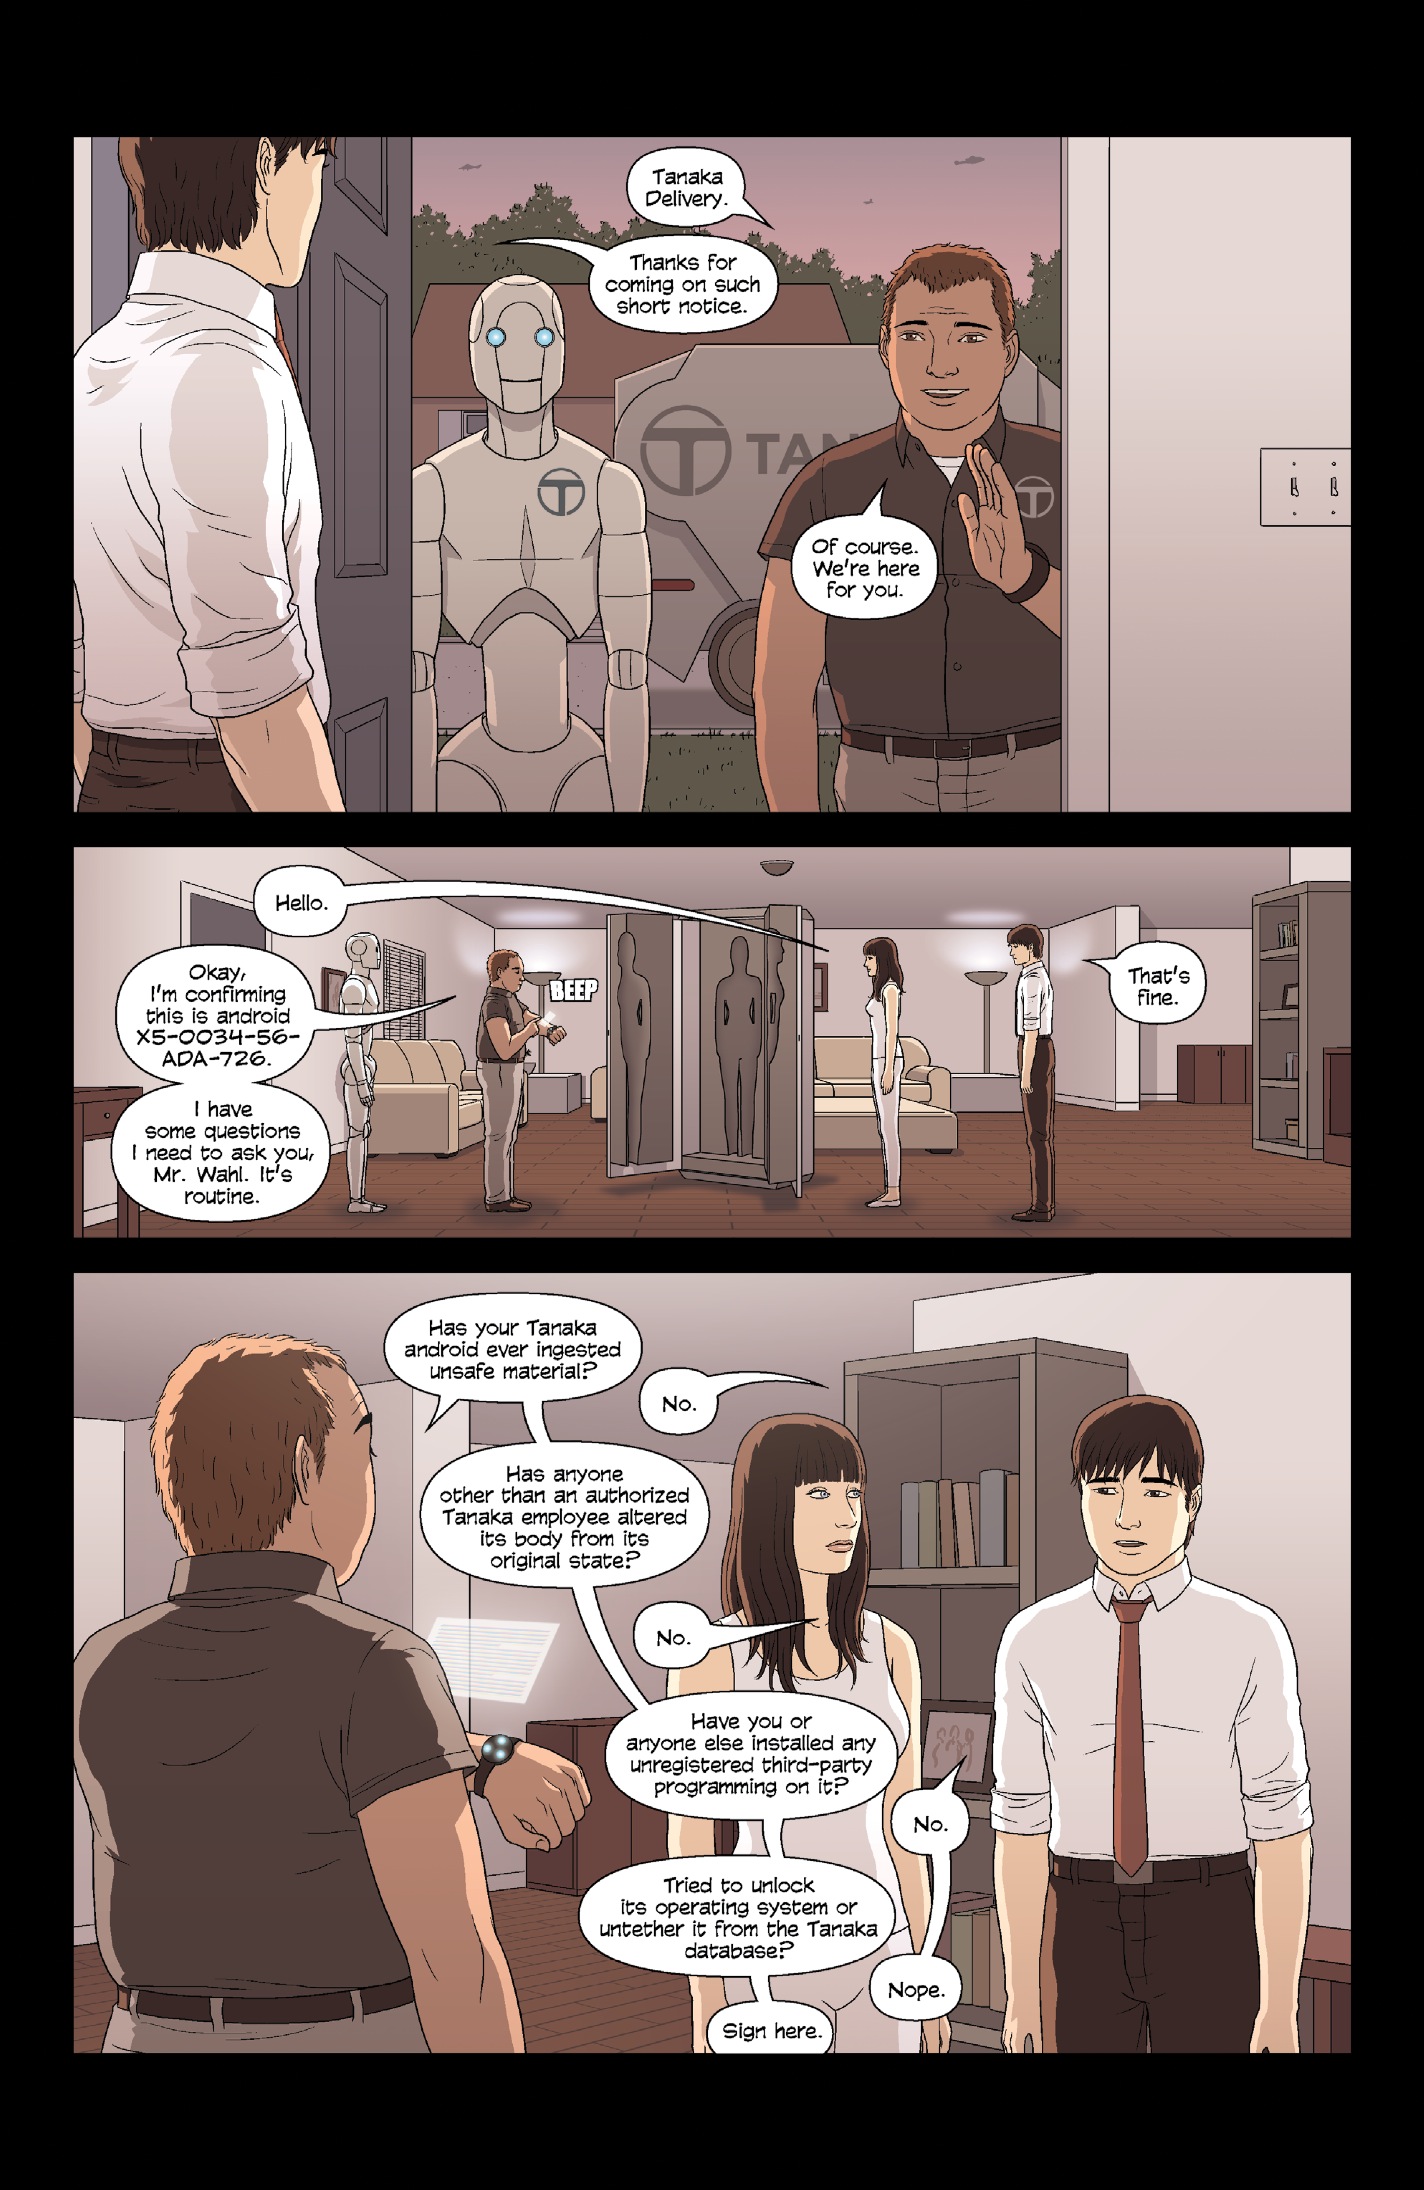 Tanaka
Delivery.
Thanks for
coming on such
short notice.
T TAN
T
T
Of course.
We're here
for you.
Hello.
Okay,
I'm confirming
this is android
X5-0034-56-
ADA-726.
BEEP
That's
fine.
I have
some questions
I need to ask you,
Mr. Wahl. It's
routine.
Has your Tanaka
android ever ingested
unsafe material?
No.
Has anyone
other than an authorized
Tanaka employee altered
its body from its
original state?
No.
Have you or
anyone else installed any
unregistered third-party
programming on it?
No.
Tried to unlock
its operating system or
untether it from the Tanaka
database?
Nope.
Sign here.